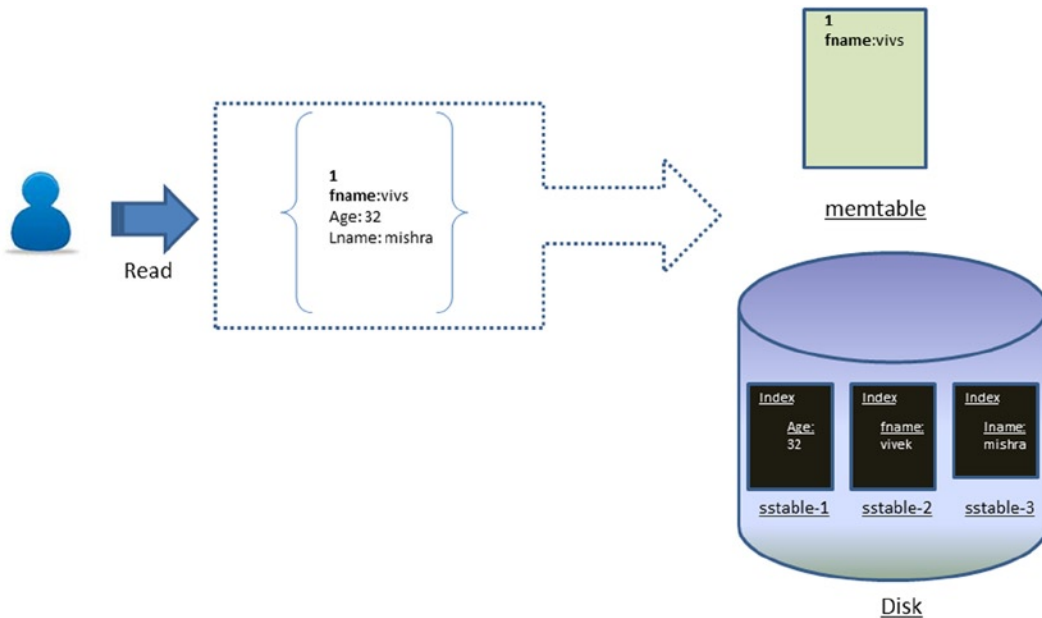 1
fname:vivs
memtable
1
fname:vivs
Age: 32
Lname: mishra
Read
Index
Age:
32
sstable-1
Index
fname:
vivek
sstable-2
Index
lname:
mishra
sstable-3
Disk